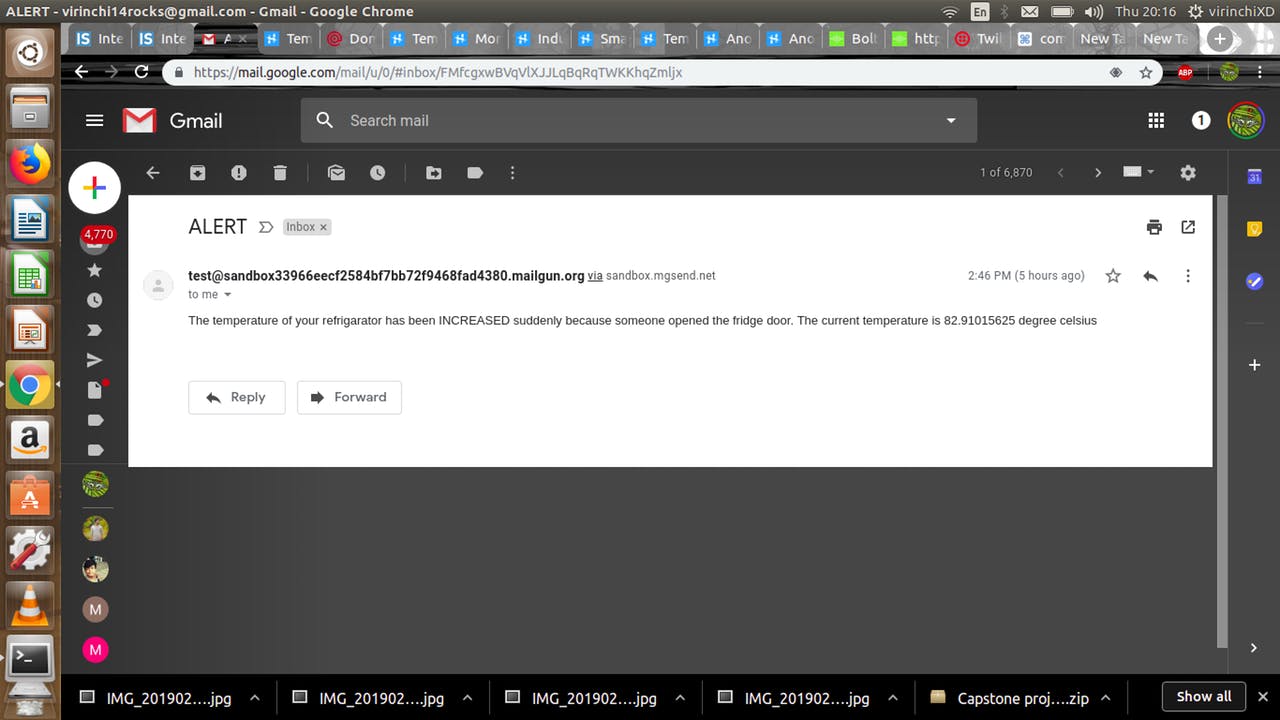 ALERT - virinchi14rocks@gmail.com - Gmail - Google Chrome
En
Thu 20:16
virinchiXD
Inte
Inte
A
Tem
Dor
Tem
Mor
Indu
Sma
Tem
Ano
Ano
Bolt
http
Twil
com
New Ta
New Ta
https://mail.google.com/mail/u/0/#inbox/FMfcgxwBVqVlXJJLqBqRqTWKKhqZmljx
ABP
Gmail
Search mail
1
1 of 6,870
31
4,770
ALERT
Inbox ×
test@sandbox33966eecf2584bf7bb72f9468fad4380.mailgun.org via sandbox.mgsend.net
2:46 PM (5 hours ago)
to me
The temperature of your refrigarator has been INCREASED suddenly because someone opened the fridge door. The current temperature is 82.91015625 degree celsius
Reply
Forward
M
M
IMG_201902....jpg
IMG_201902....jpg
IMG_201902....jpg
IMG_201902....jpg
Capstone proj....zip
Show all